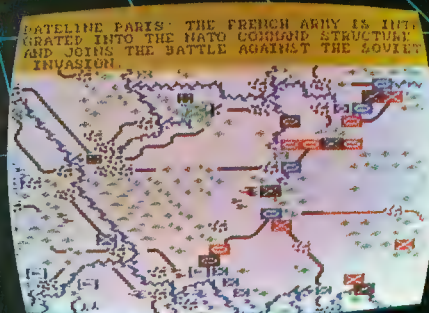 DATELINE PARIS: THE FRENCH ARMY IS INT
GRATED INTO THE NATO COMMAND STRUCTURE
AND JOINS THE BATTLE AGAINST THE SOVIET
INVASION.